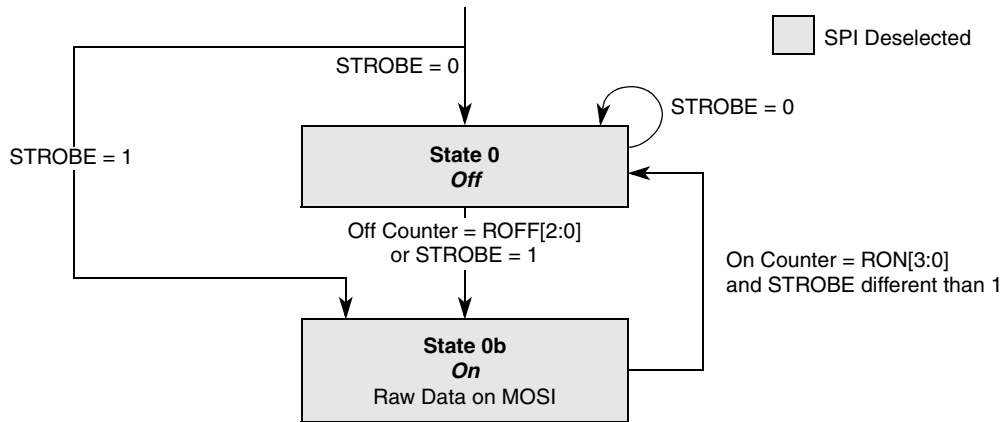 SPI Deselected
STROBE = 0
STROBE = 0
STROBE = 1
State 0
Off
Off Counter = ROFF[2:0]
or STROBE = 1
On Counter = RON[3:0]
and STROBE different than 1
State 0b
On
Raw Data on MOSI